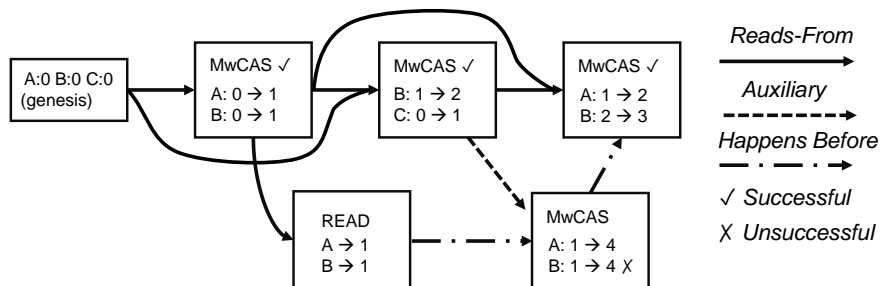 A:0 B:0 C:0
(genesis)
MwCAS ✓
A: 0 → 1
B: 0 → 1
MwCAS ✓
B: 1 → 2
C: 0 → 1
MwCAS ✓
A: 1 → 2
B: 2 → 3
READ
A → 1
B → 1
MwCAS
A: 1 → 4
B: 1 → 4 ✗
Reads-From
Auxiliary
Happens Before
✓ Successful
✗ Unsuccessful